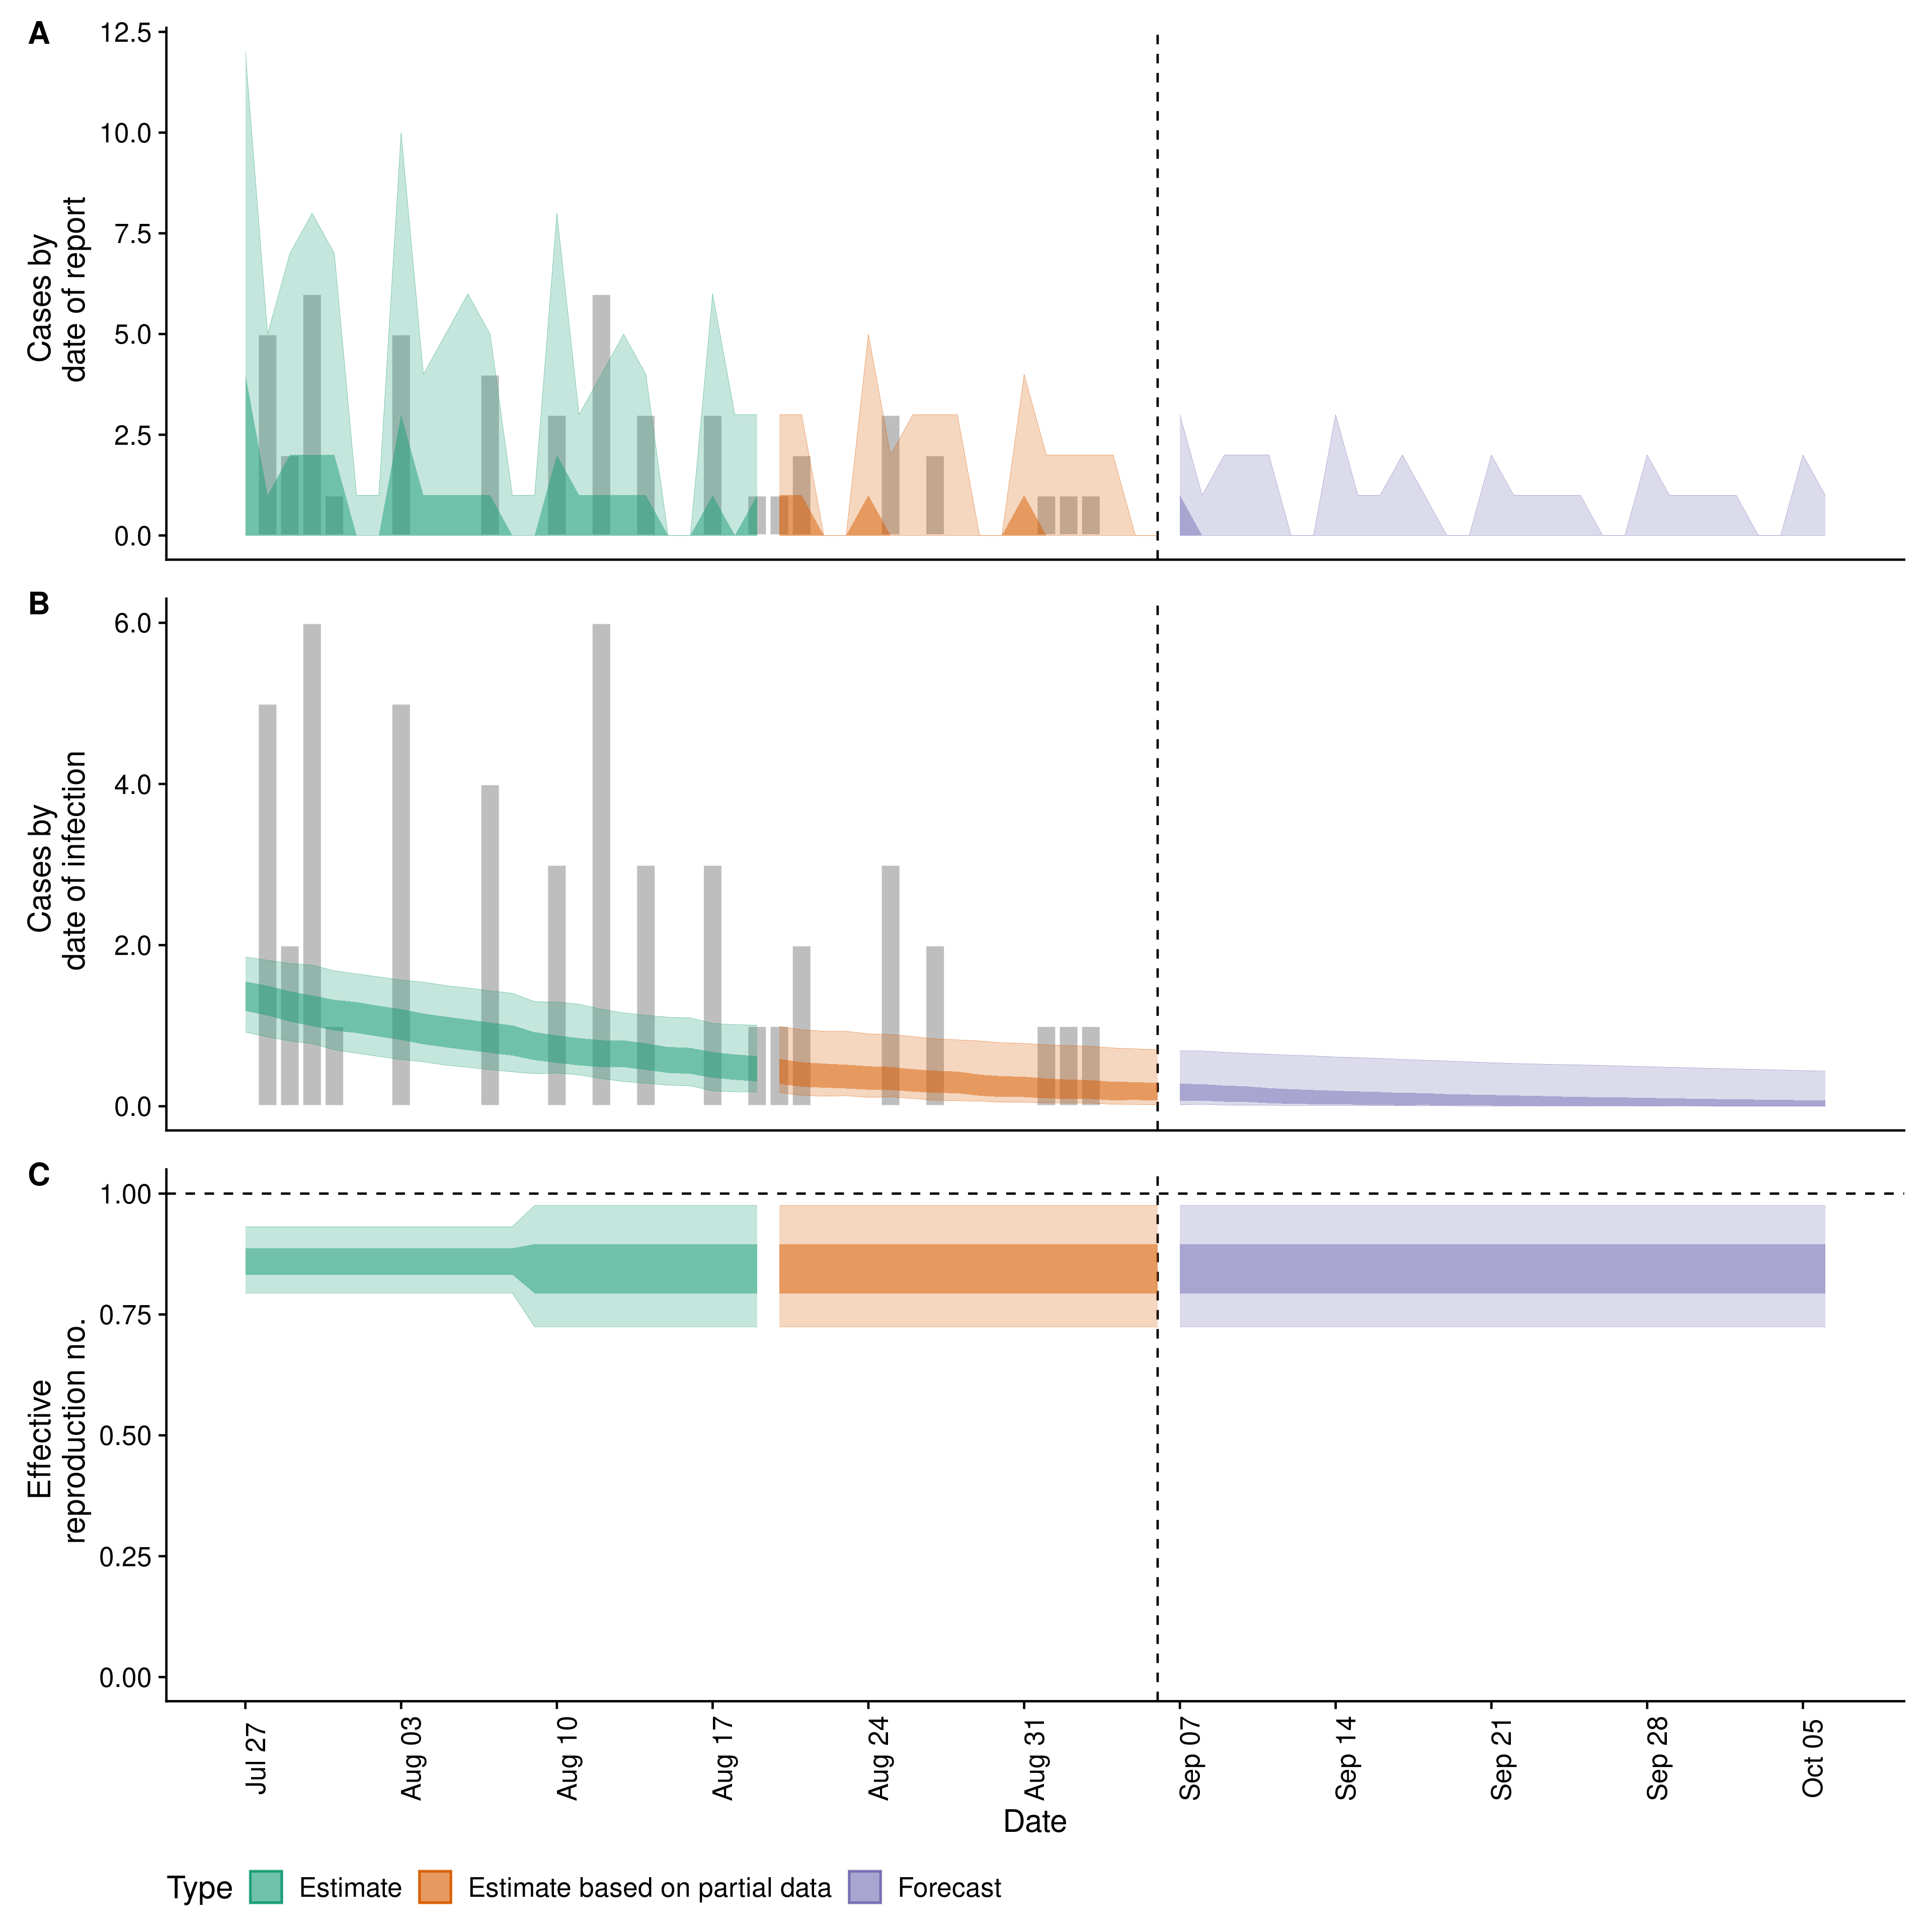 A
12.5
10.0
7.5
5.0
2.5
0.0
Cases by
date of report
B
6.0
4.0
2.0
0.0
Cases by
date of infection
C
1.00
0.75
0.50
0.25
0.00
Effective
reproduction no.
Jul 27
Aug 03
Aug 10
Aug 17
Aug 24
Aug 31
Sep 07
Sep 14
Sep 21
Sep 28
Oct 05
Date
Type Estimate Estimate based on partial data Forecast